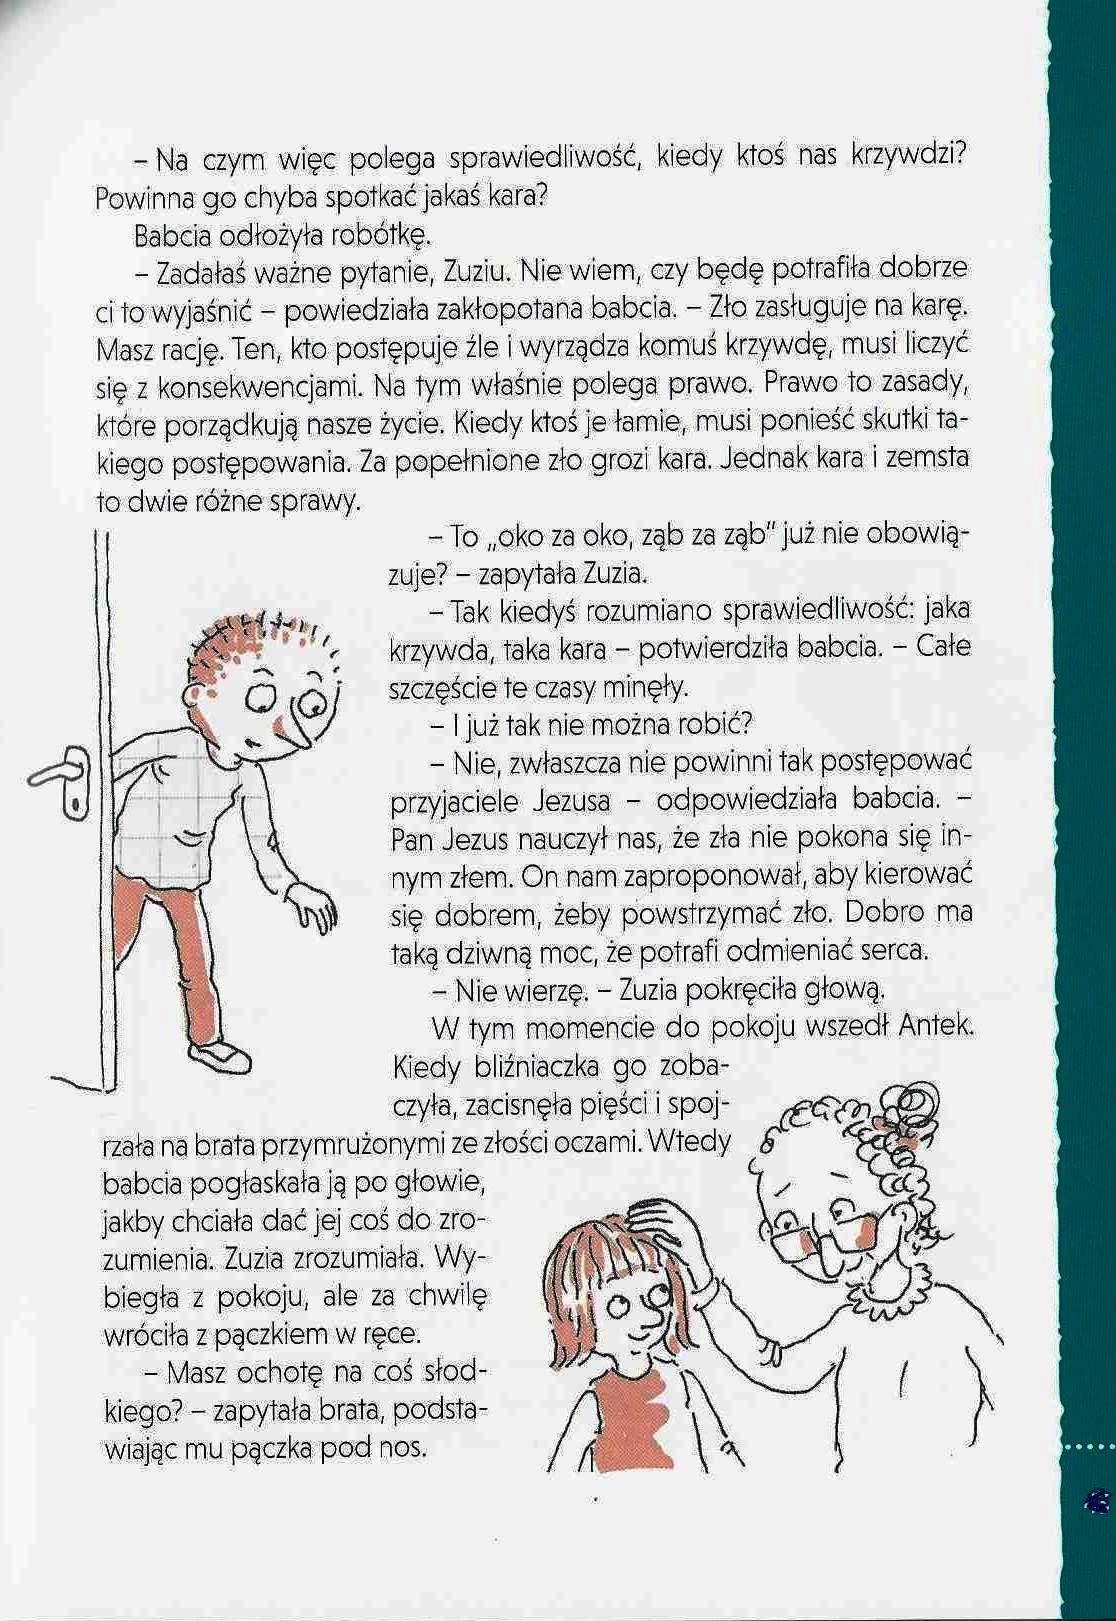 – Na czym więc polega sprawiedliwość, kiedy ktoś nas krzywdzi?
Powinna go chyba spotkać jakaś kara?
Babcia odłożyła robótkę.
– Zadałaś ważne pytanie, Zuziu. Nie wiem, czy będę potrafiła dobrze
ci to wyjaśnić – powiedziała zakłopotana babcia. – Zło zasługuje na karę.
Masz rację. Ten, kto postępuje źle i wyrządza komuś krzywdę, musi liczyć
się z konsekwencjami. Na tym właśnie polega prawo. Prawo to zasady,
które porządkują nasze życie. Kiedy ktoś je łamie, musi ponieść skutki ta-
kiego postępowania. Za popełnione zło grozi kara. Jednak kara i zemsta
to dwie różne sprawy.
– To „oko za oko, ząb za ząb" już nie obowią-
zuje? – zapytała Zuzia.
– Tak kiedyś rozumiano sprawiedliwość: jaka
krzywda, taka kara – potwierdziła babcia. – Całe
szczęście te czasy minęły.
– I już tak nie można robić?
– Nie, zwłaszcza nie powinni tak postępować
przyjaciele Jezusa – odpowiedziała babcia. –
Pan Jezus nauczył nas, że zła nie pokona się in-
nym złem. On nam zaproponował, aby kierować
się dobrem, żeby powstrzymać zło. Dobro ma
taką dziwną moc, że potrafi odmieniać serca.
– Nie wierzę. – Zuzia pokręciła głową.
W tym momencie do pokoju wszedł Antek.
Kiedy bliźniaczka go zoba-
czyła, zacisnęła pięści i spoj-
rzała na brata przymrużonymi ze złości oczami. Wtedy
babcia pogłaskała ją po głowie,
jakby chciała dać jej coś do zro-
zumienia. Zuzia zrozumiała. Wy-
biegła z pokoju, ale za chwilę
wróciła z pączkiem w ręce.
– Masz ochotę na coś słod-
kiego? – zapytała brata, podsta-
wiając mu pączka pod nos.